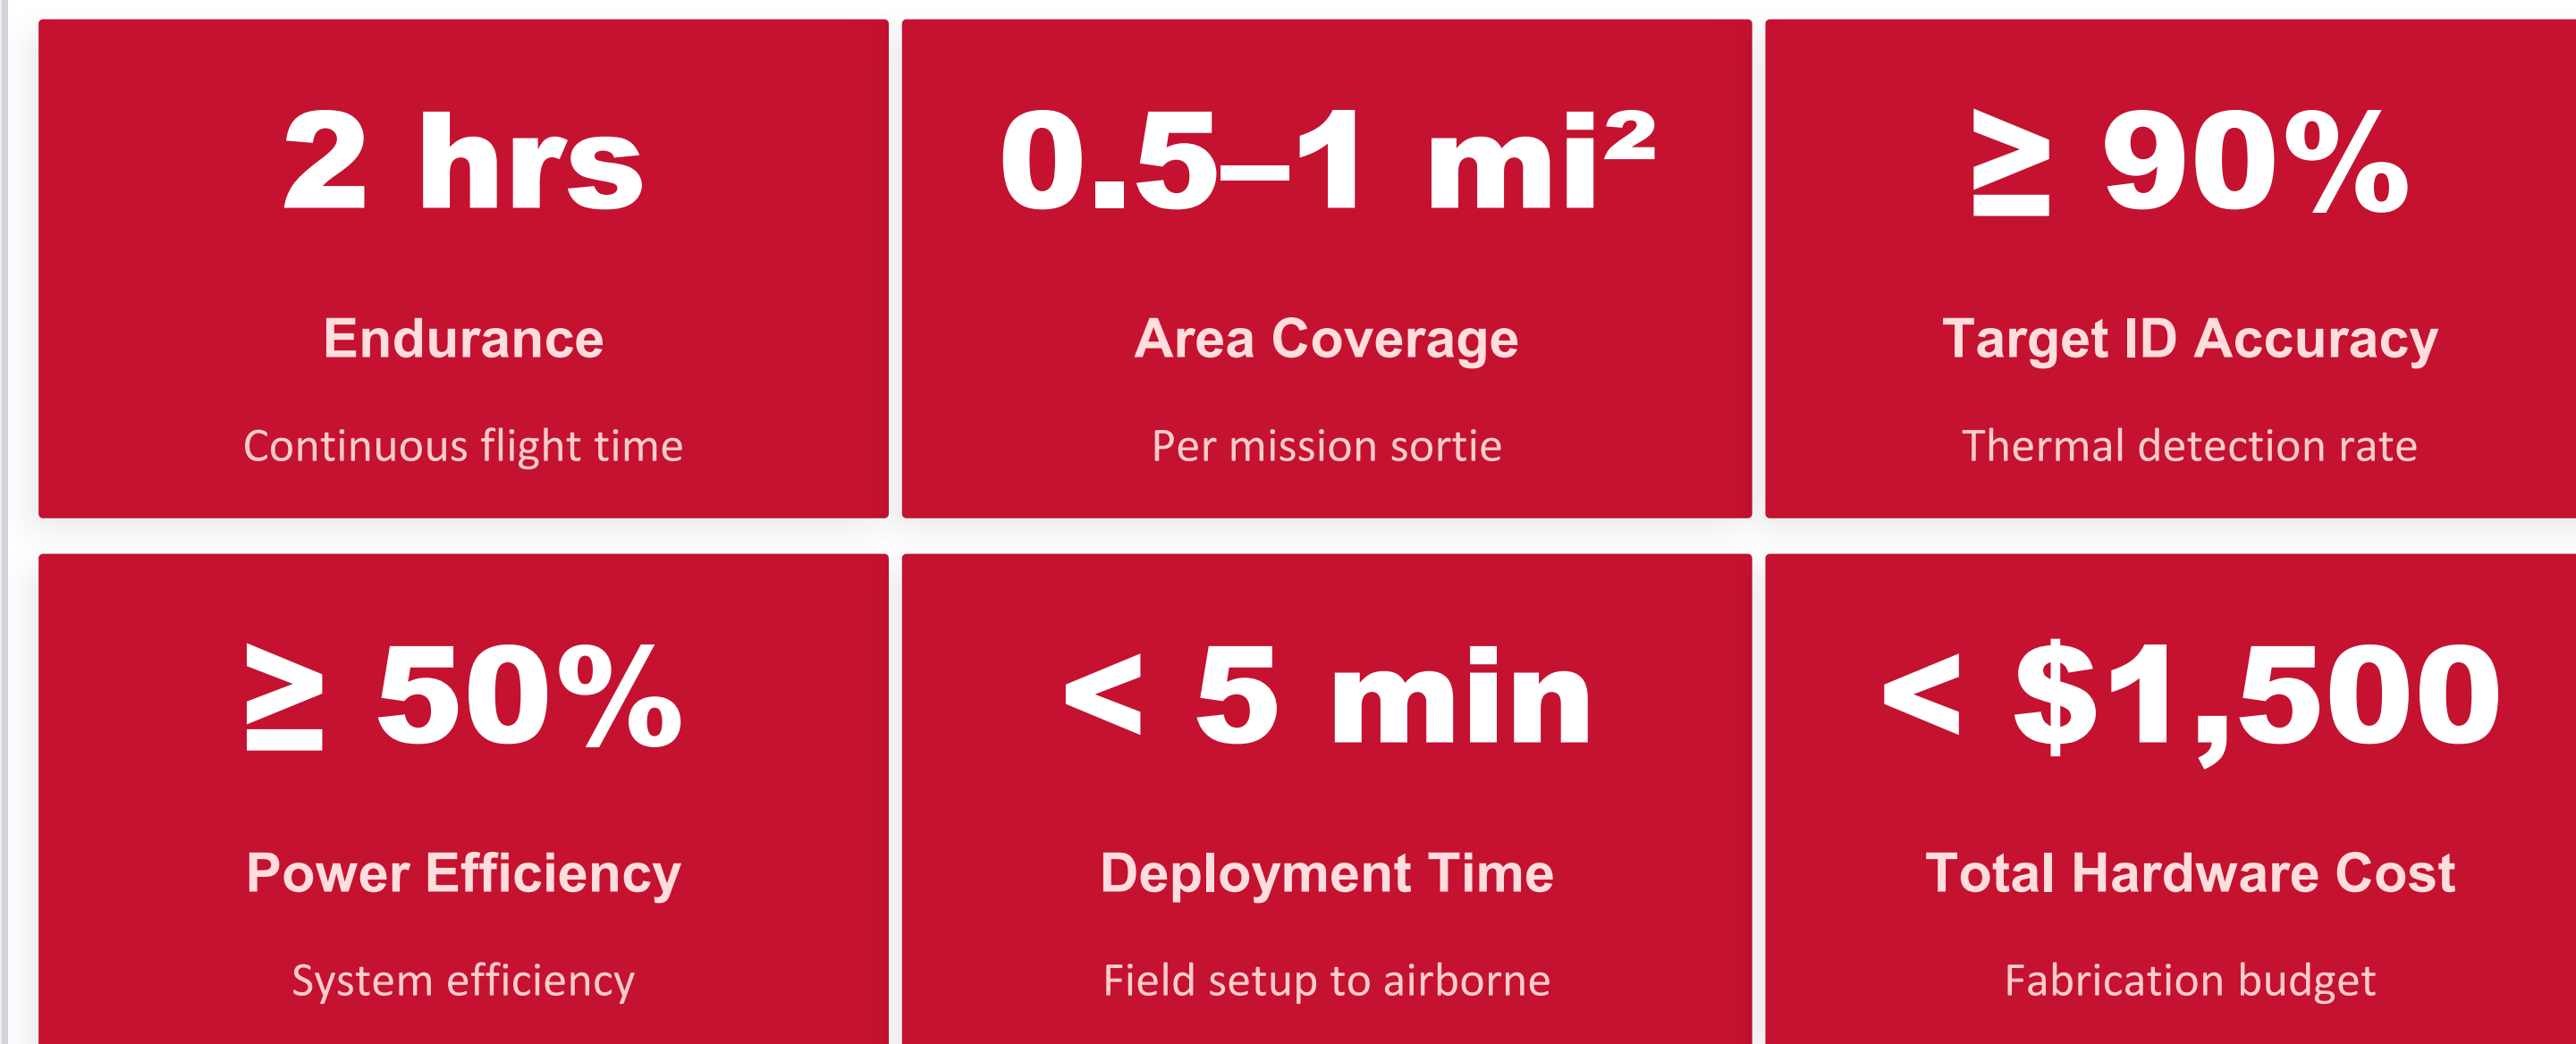 2 hrs
Endurance
Continuous flight time
0.5–1 mi²
Area Coverage
Per mission sortie
≥ 90%
Target ID Accuracy
Thermal detection rate
≥ 50%
Power Efficiency
System efficiency
< 5 min
Deployment Time
Field setup to airborne
< $1,500
Total Hardware Cost
Fabrication budget